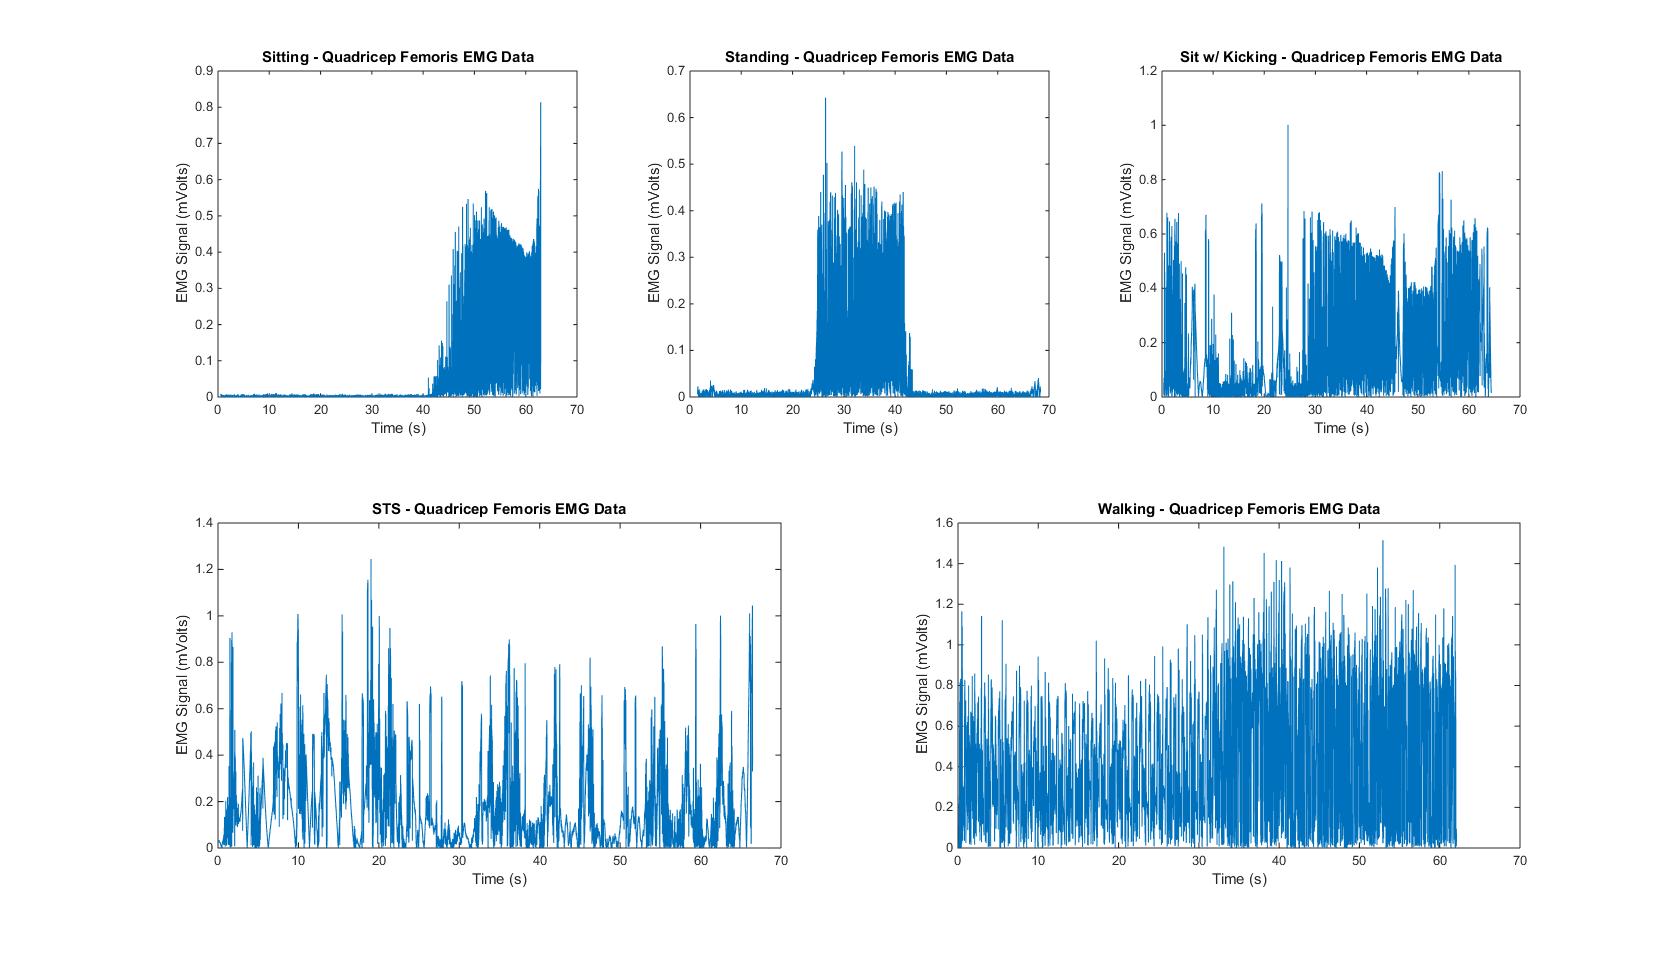 Sitting - Quadricep Femoris EMG Data
0.9
0.8
0.7
0.6
0.5
0.4
0.3
0.2
0.1
0
EMG Signal (mVolts)
0 10 20 30 40 50 60 70
Time (s)
Standing - Quadricep Femoris EMG Data
0.7
0.6
0.5
0.4
0.3
0.2
0.1
0
EMG Signal (mVolts)
0 10 20 30 40 50 60 70
Time (s)
Sit w/ Kicking - Quadricep Femoris EMG Data
1.2
1
0.8
0.6
0.4
0.2
0
EMG Signal (mVolts)
0 10 20 30 40 50 60 70
Time (s)
STS - Quadricep Femoris EMG Data
1.4
1.2
1
0.8
0.6
0.4
0.2
0
EMG Signal (mVolts)
0 10 20 30 40 50 60 70
Time (s)
Walking - Quadricep Femoris EMG Data
1.6
1.4
1.2
1
0.8
0.6
0.4
0.2
0
EMG Signal (mVolts)
0 10 20 30 40 50 60 70
Time (s)